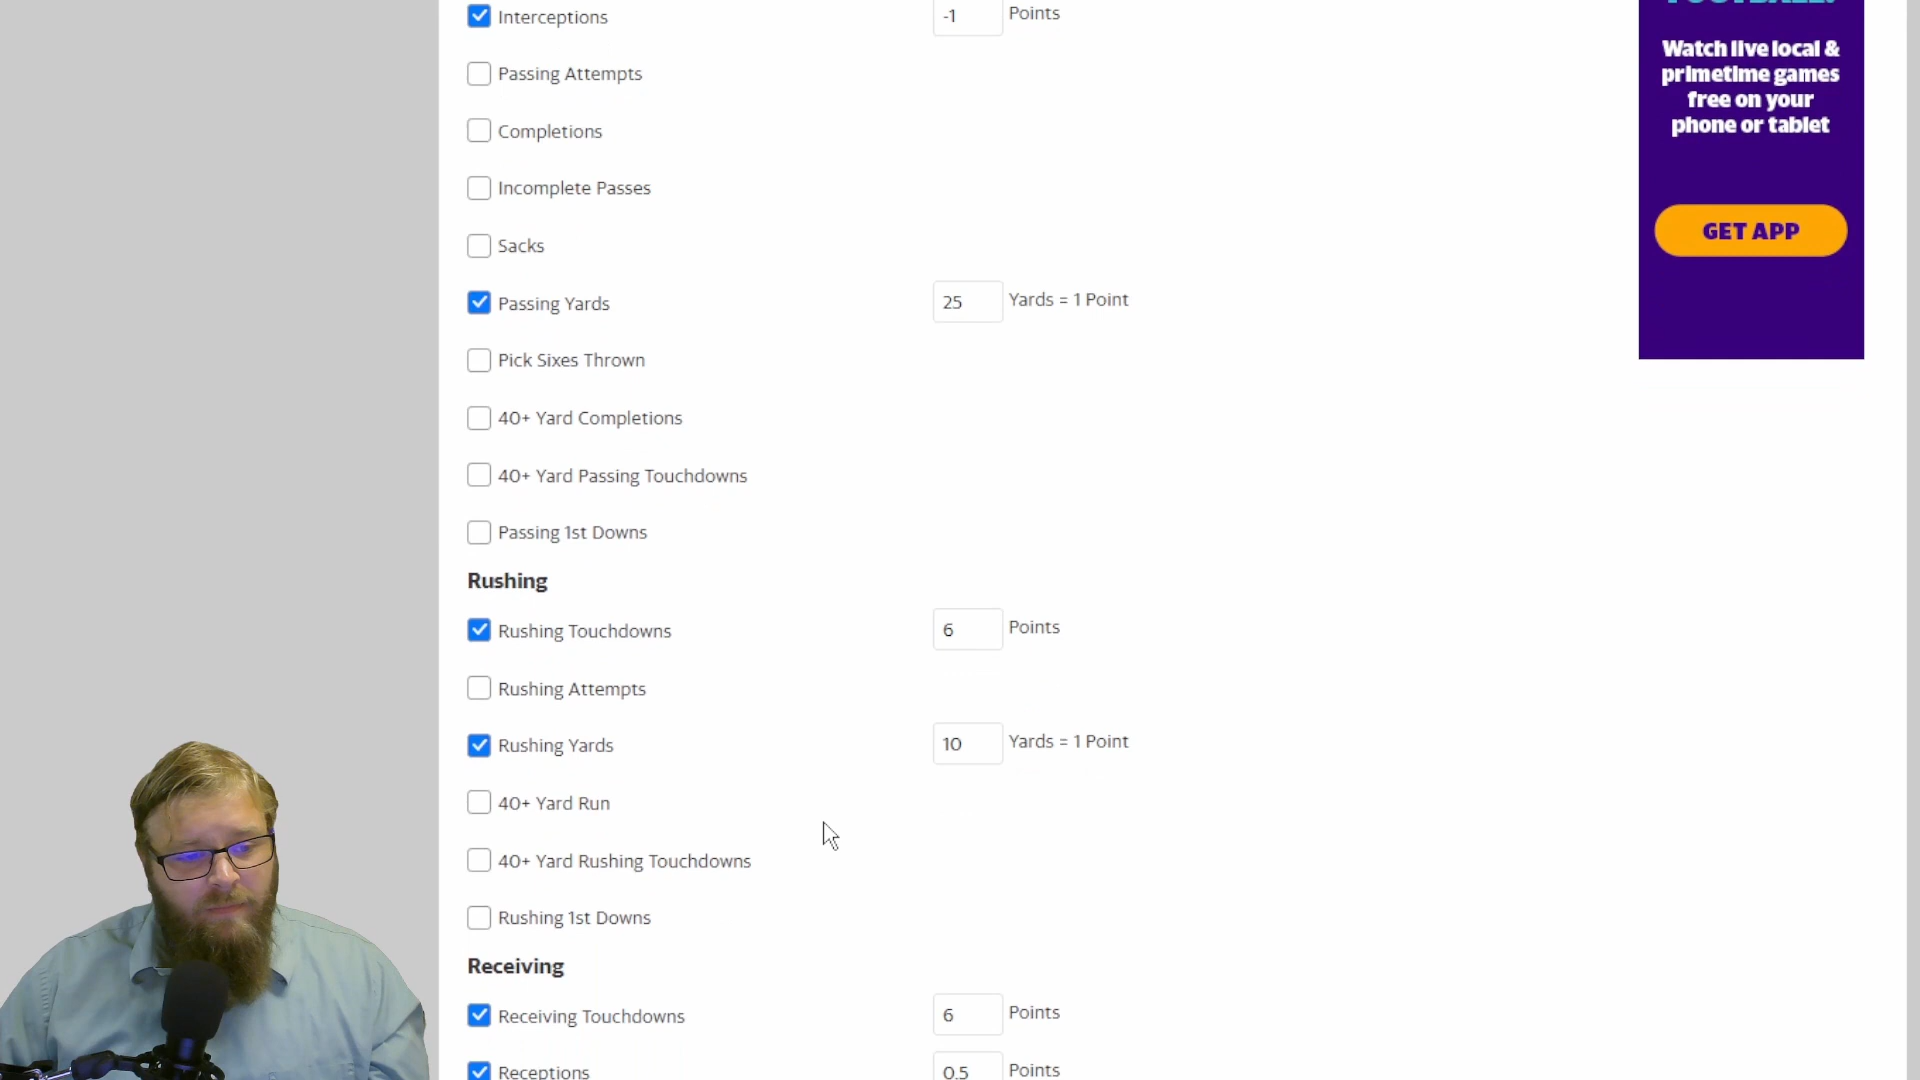 Interceptions -1 Points
Passing Attempts
Completions
Incomplete Passes
Sacks
Passing Yards 25 Yards = 1 Point
Pick Sixes Thrown
40+ Yard Completions
40+ Yard Passing Touchdowns
Passing 1st Downs
Rushing
Rushing Touchdowns 6 Points
Rushing Attempts
Rushing Yards 10 Yards = 1 Point
40+ Yard Run
40+ Yard Rushing Touchdowns
Rushing 1st Downs
Receiving
Receiving Touchdowns 6 Points
Receptions 0.5 Points
Watch live local &
primetime games
free on your
phone or tablet
GET APP